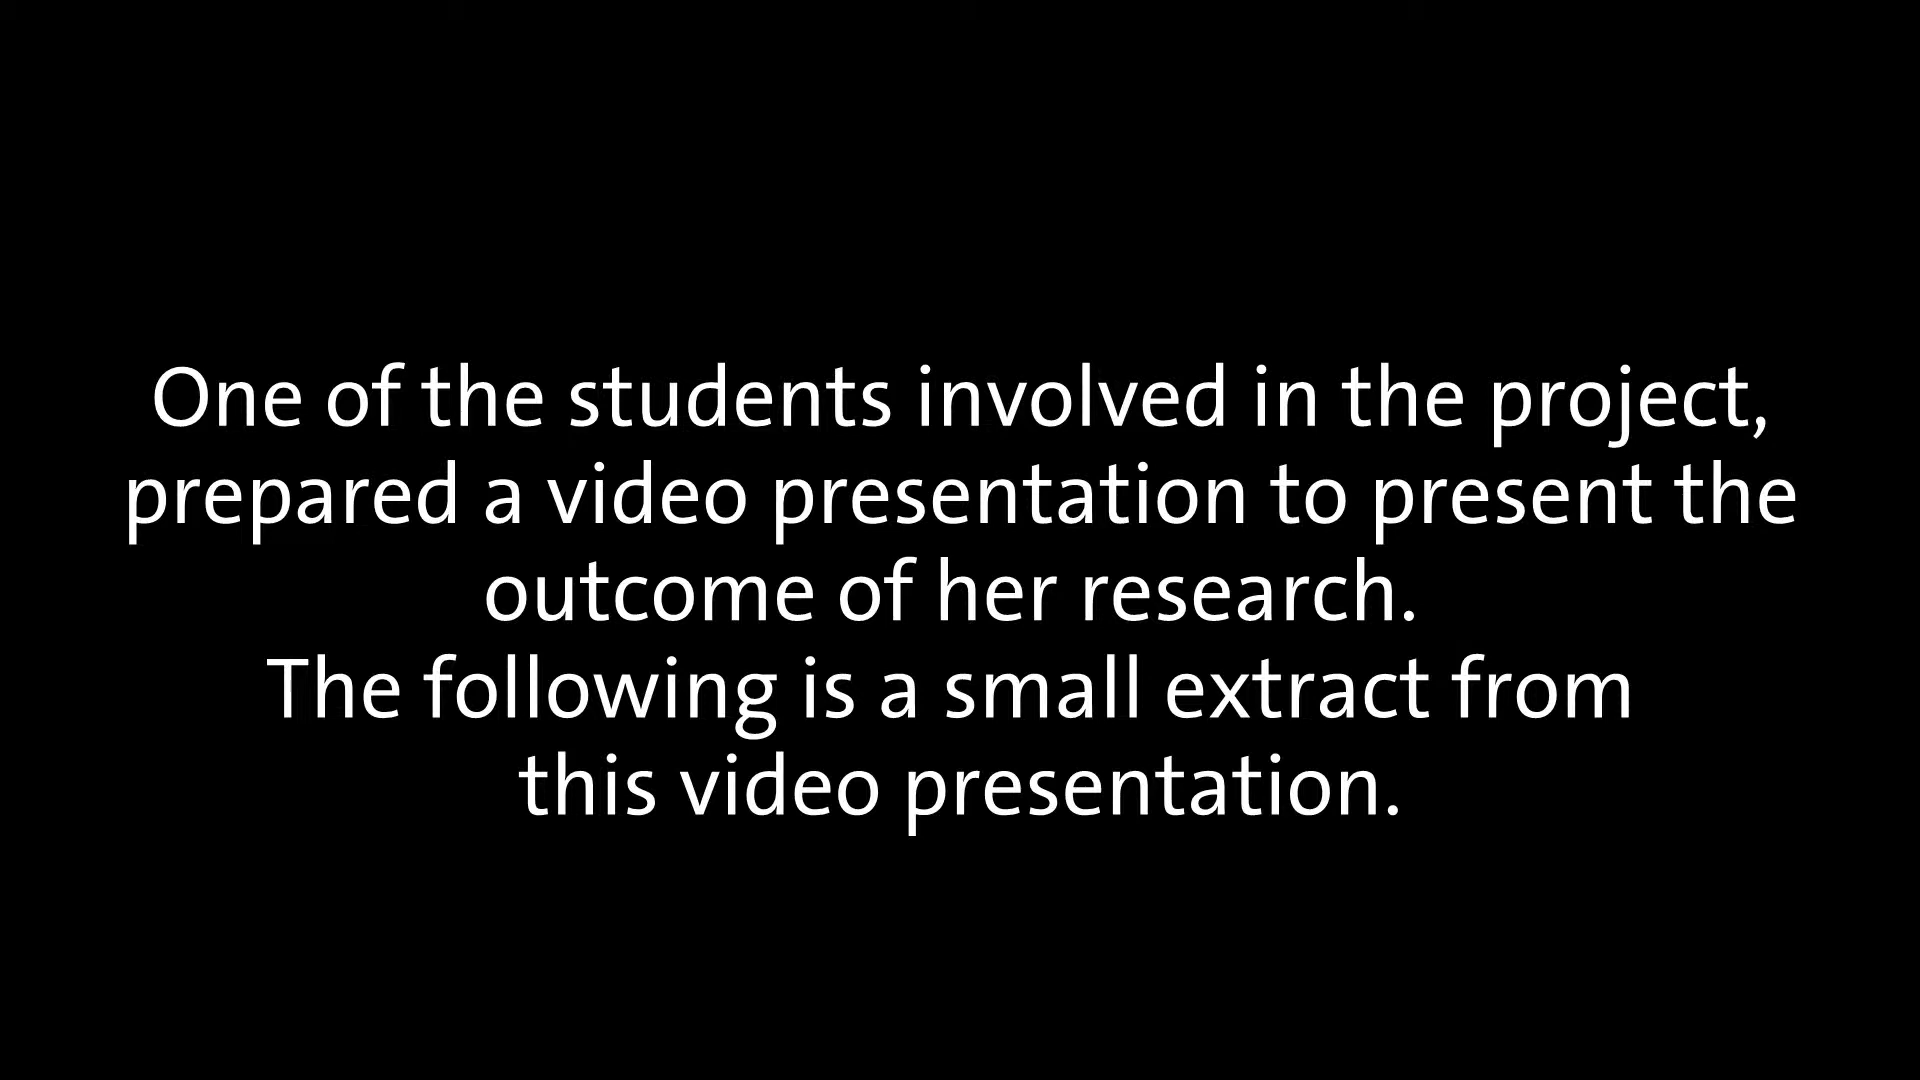 One of the students involved in the project,
prepared a video presentation to present the
outcome of her research.
The following is a small extract from
this video presentation.